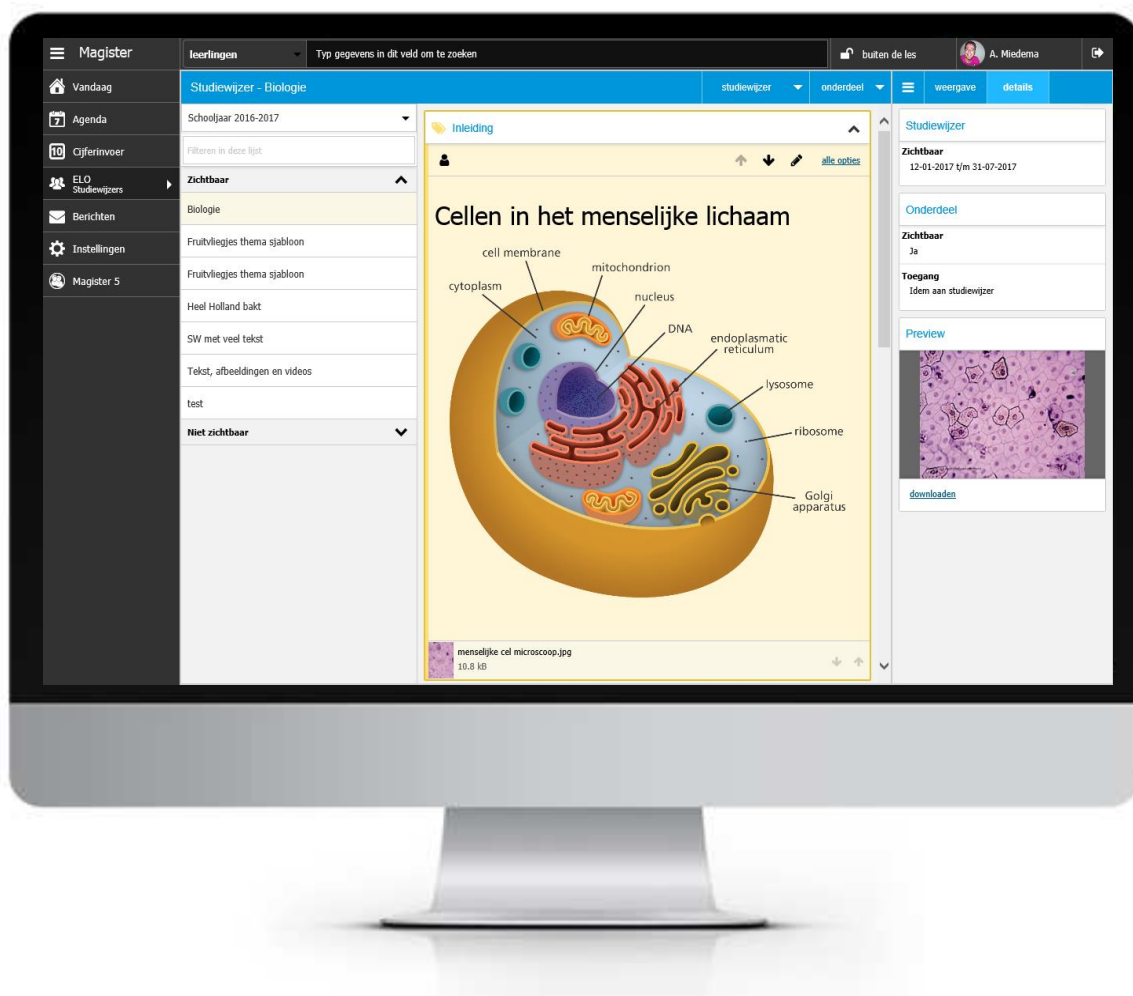 Magister
leerlingen
Typ gegevens in dit veld om te zoeken
buiten de les
A. Miedema
Vandaag
7
Agenda
10
Cijferinvoer
ELO
Studiewijzers
Berichten
Instellingen
Magister 5
Studiewijzer - Biologie
studiewijzer
onderdeel
Schooljaar 2016-2017
Filteren in deze lijst
Zichtbaar
Biologie
Fruitvliegjes thema sjabloon
Fruitvliegjes thema sjabloon
Heel Holland bakt
SW met veel tekst
Tekst, afbeeldingen en videos
test
Niet zichtbaar
Inleiding
alle opties
Cellen in het menselijke lichaam
cell membrane
mitochondrion
cytoplasm
nucleus
DNA
endoplasmatic
reticulum
lysosome
ribosome
Golgi
apparatus
menselijke cel microscoop.jpg
10.8 kB
weergave
details
Studiewijzer
Zichtbaar
12-01-2017 t/m 31-07-2017
Onderdeel
Zichtbaar
Ja
Toegang
Idem aan studiewijzer
Preview
downloaden